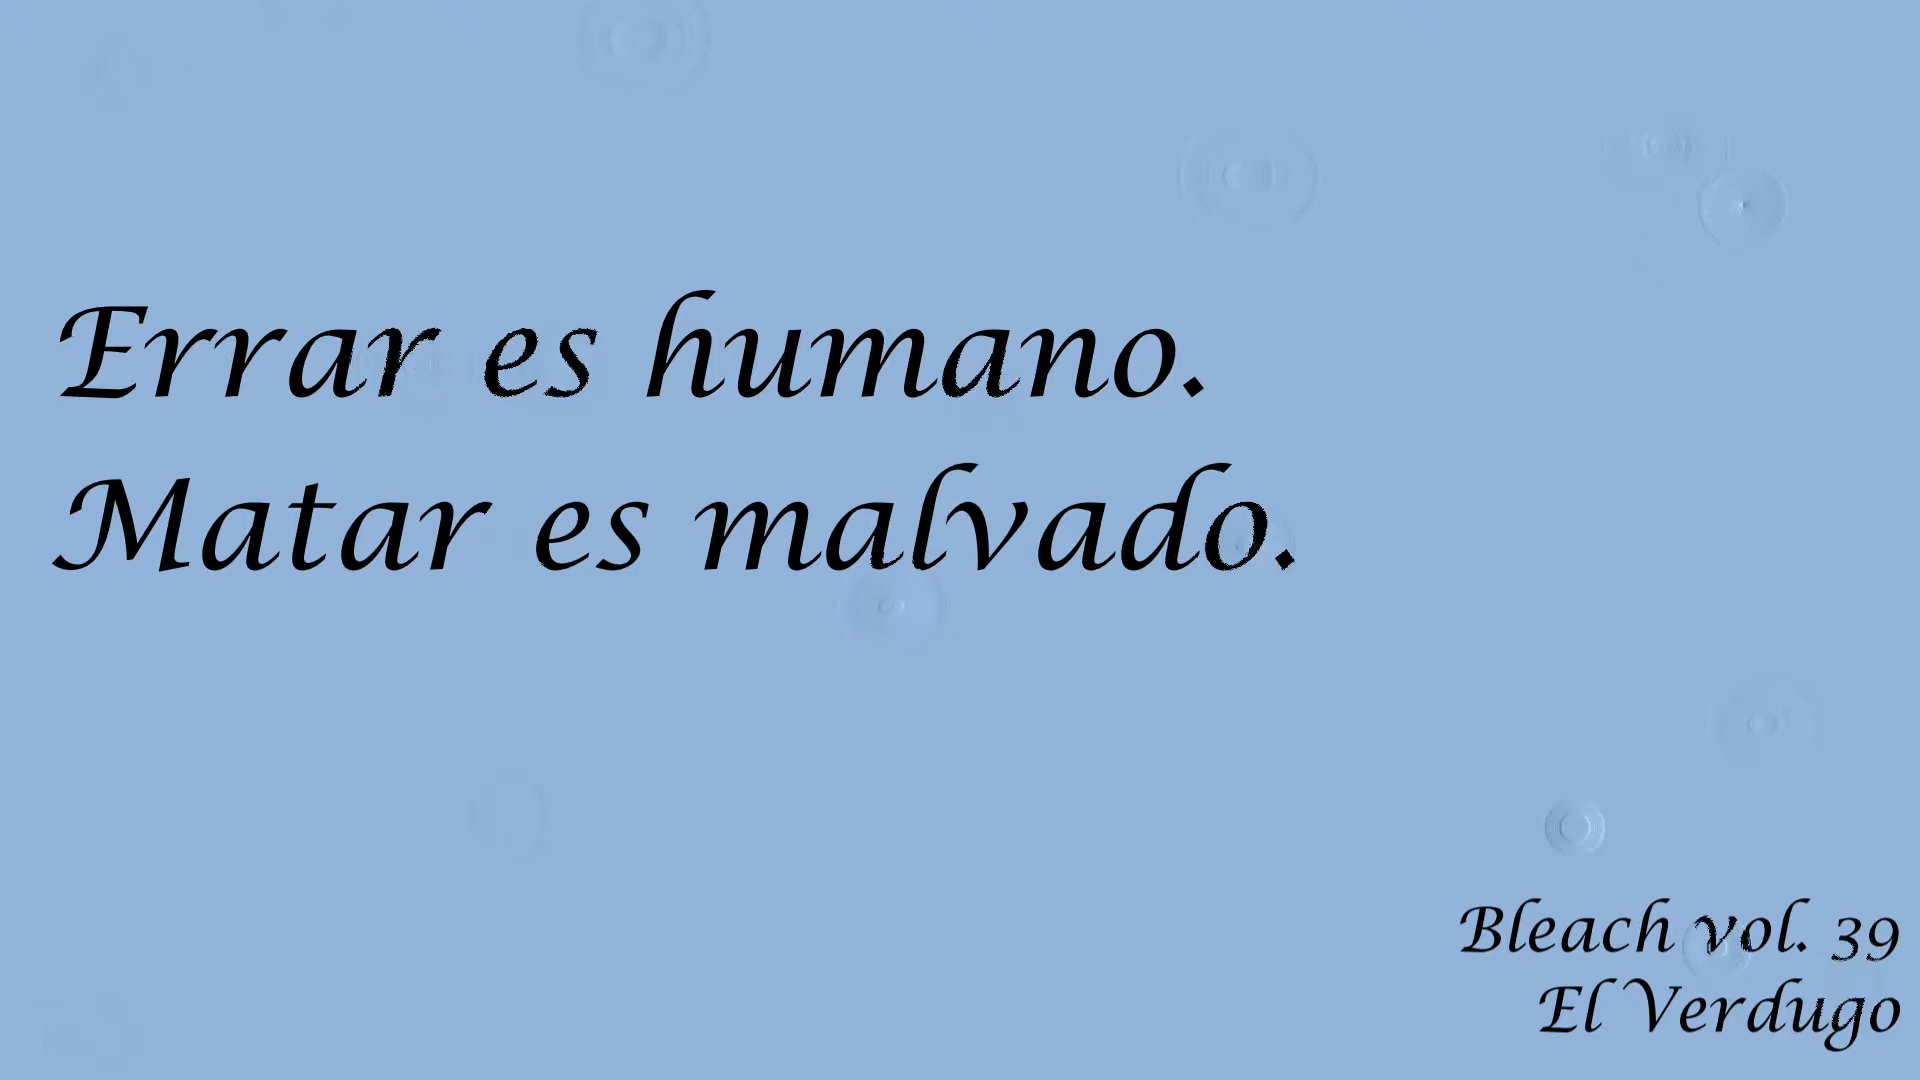 Errar es humano.
Matar es malvado.
Bleach vol. 39
El Verdugo